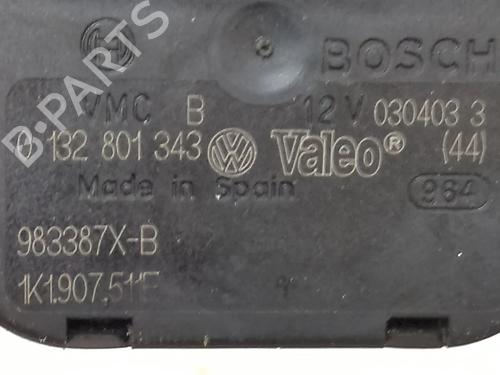 BOSCH
VMC B 12 V 030403 3
132 801 343 Valeo® (44)
Made in Spain 964
983387X-B
1K1.907.511E
B-PARTS